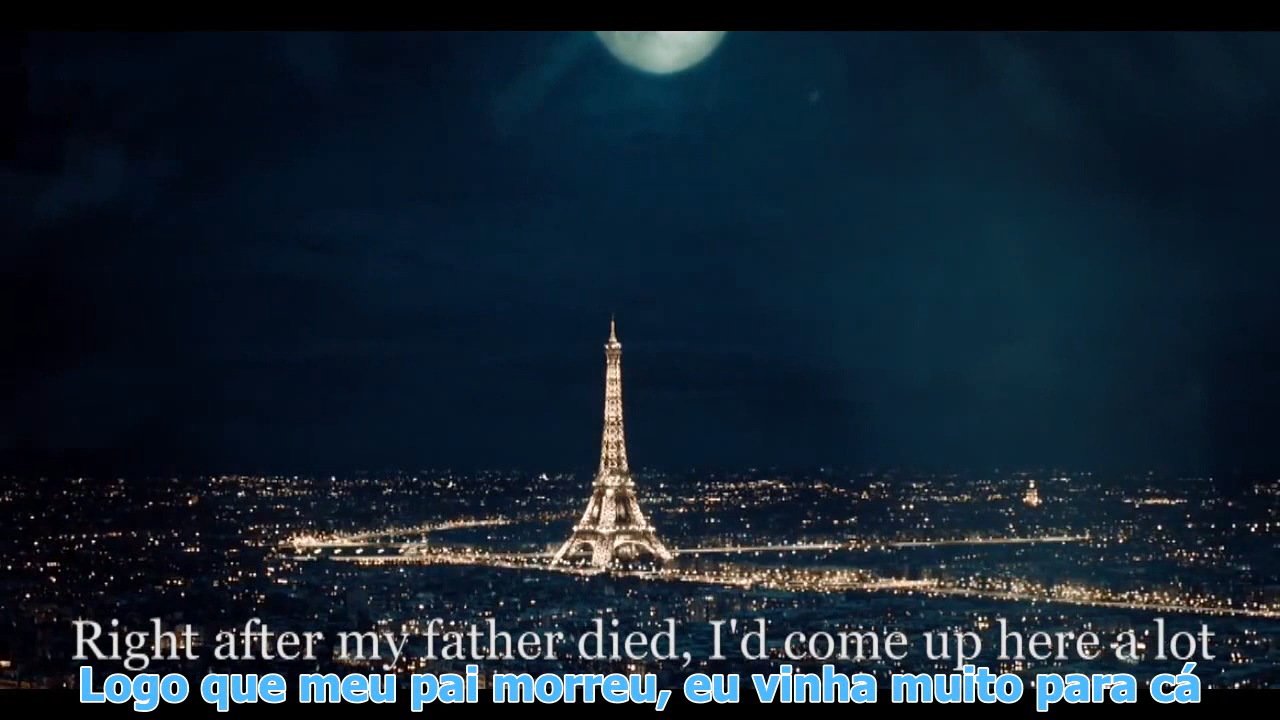 Right after my father died, I'd come up here a lot
Logo que meu pai morreu, eu vinha muito para cá